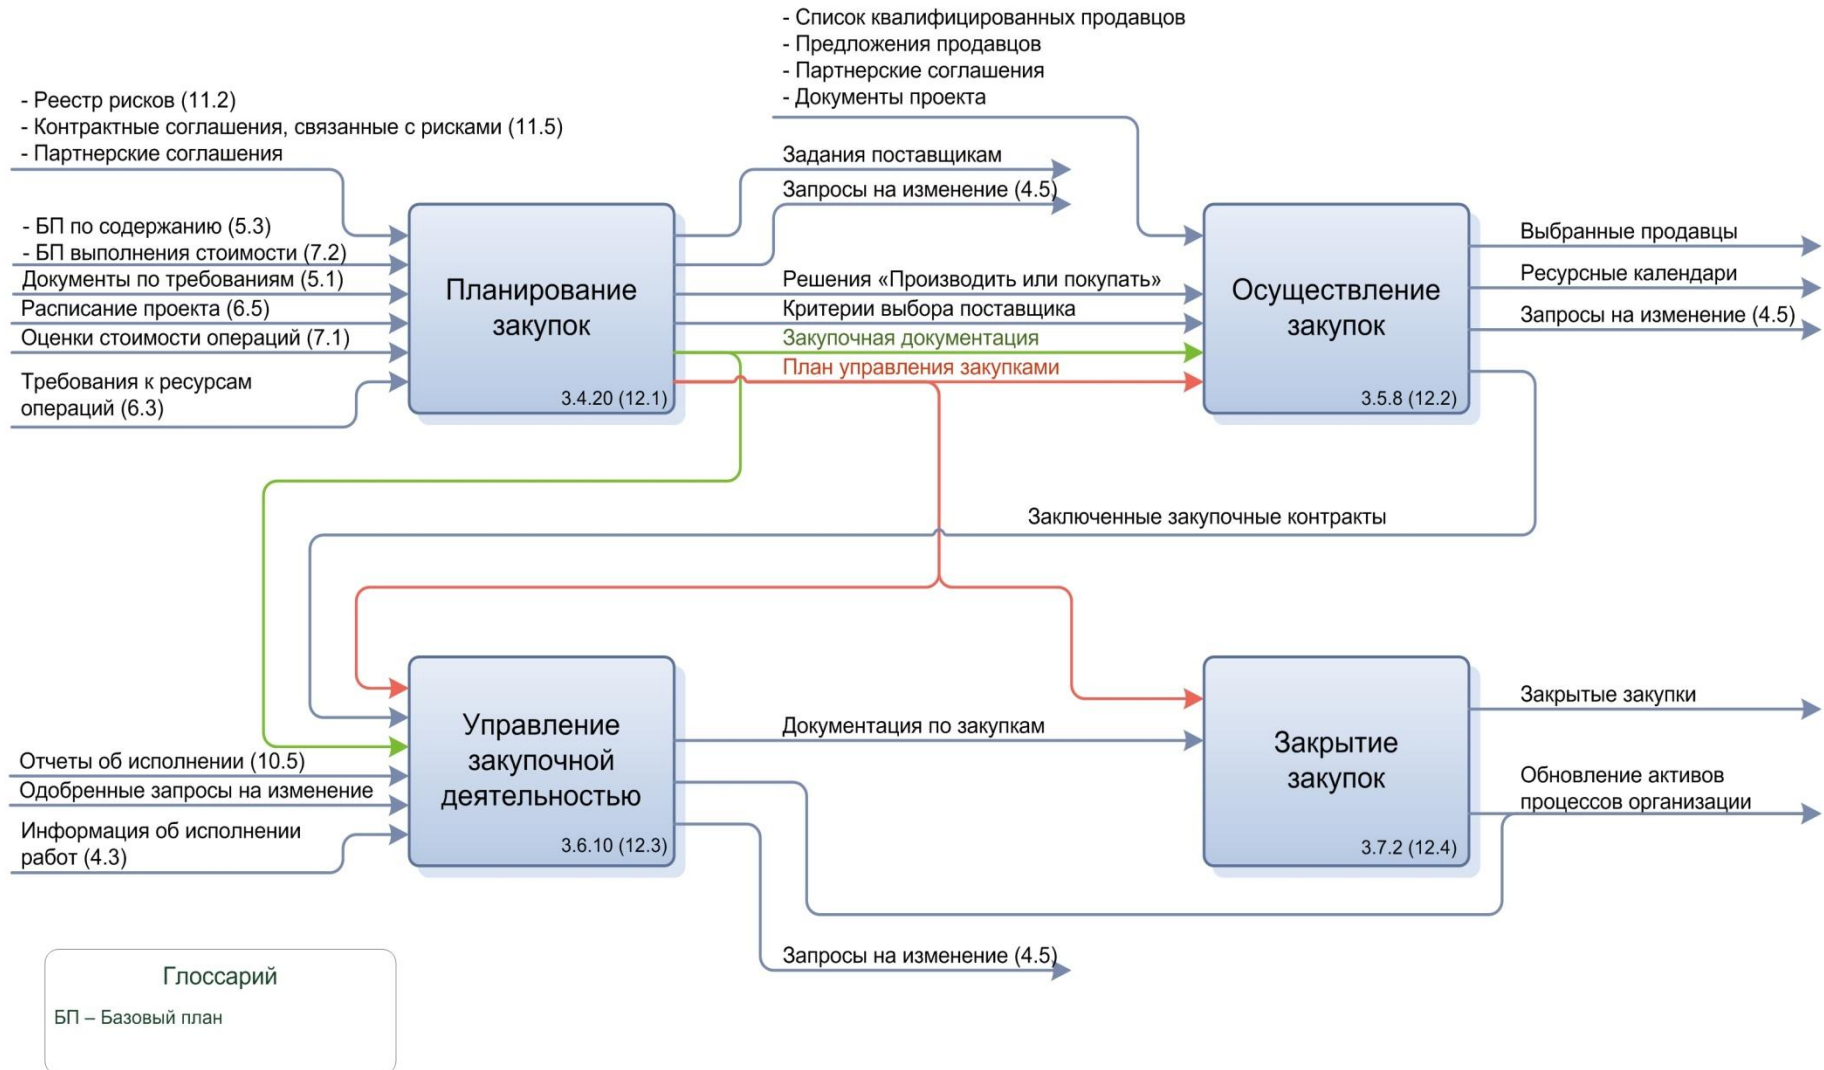 - Список квалифицированных продавцов
- Предложения продавцов
- Партнерские соглашения
- Документы проекта
- Реестр рисков (11.2)
- Контрактные соглашения, связанные с рисками (11.5)
- Партнерские соглашения
- БП по содержанию (5.3)
- БП выполнения стоимости (7.2)
Документы по требованиям (5.1)
Расписание проекта (6.5)
Оценки стоимости операций (7.1)
Требования к ресурсам
операций (6.3)
Планирование
закупок
3.4.20 (12.1)
Задания поставщикам
Запросы на изменение (4.5)
Решения «Производить или покупать»
Критерии выбора поставщика
Закупочная документация
План управления закупками
Осуществление
закупок
3.5.8 (12.2)
Выбранные продавцы
Ресурсные календари
Запросы на изменение (4.5)
Заключенные закупочные контракты
Отчеты об исполнении (10.5)
Одобренные запросы на изменение
Информация об исполнении
работ (4.3)
Управление
закупочной
деятельностью
3.6.10 (12.3)
Документация по закупкам
Запросы на изменение (4.5)
Закрытие
закупок
3.7.2 (12.4)
Закрытые закупки
Обновление активов
процессов организации
Глоссарий
БП – Базовый план